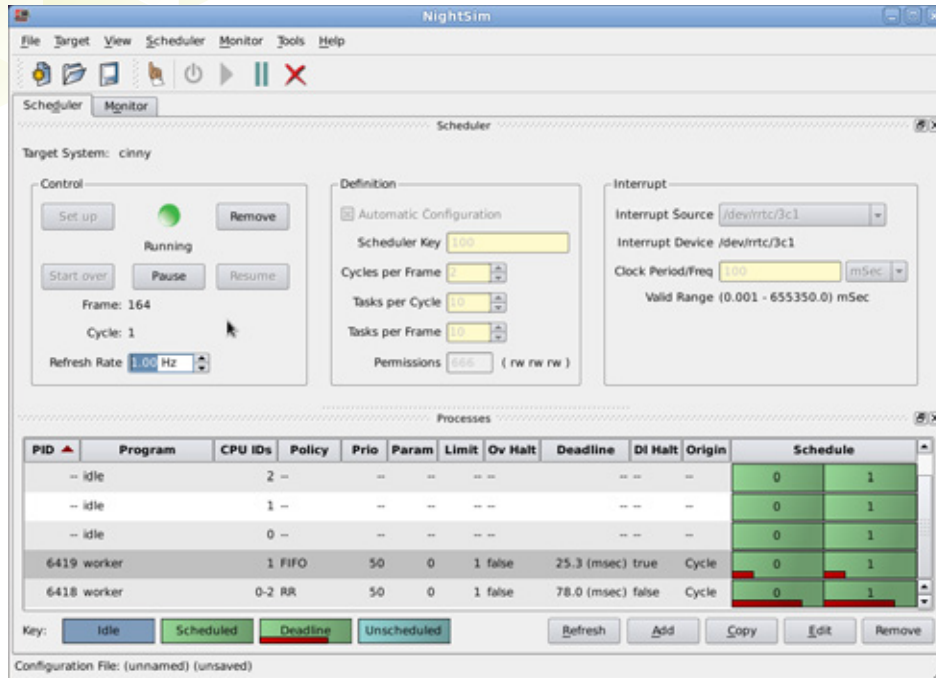 NightSim
File Target View Scheduler Monitor Tools Help
Scheduler Monitor
Scheduler
Target System: cinny
Control
Set up
Remove
Running
Start over Pause Resume
Frame: 164
Cycle: 1
Refresh Rate 1.00 Hz
Definition
Automatic Configuration
Scheduler Key 100
Cycles per Frame 2
Tasks per Cycle 10
Tasks per Frame 10
Permissions 666 ( rw rw rw )
Interrupt
Interrupt Source /dev/rrtc/3c1
Interrupt Device /dev/rrtc/3c1
Clock Period/Freq 100 mSec
Valid Range (0.001 - 655350.0) mSec
Processes
PID Program CPU IDs Policy Prio Param Limit Ov Halt Deadline Dl Halt Origin Schedule
-- idle 2 -- -- -- -- -- -- -- -- 0 1
-- idle 1 -- -- -- -- -- -- -- -- 0 1
-- idle 0 -- -- -- -- -- -- -- -- 0 1
6419 worker 1 FIFO 50 0 1 false 25.3 (msec) true Cycle 0 1
6418 worker 0-2 RR 50 0 1 false 78.0 (msec) false Cycle 0 1
Key: Idle Scheduled Deadline Unscheduled Refresh Add Copy Edit Remove
Configuration File: (unnamed) (unsaved)